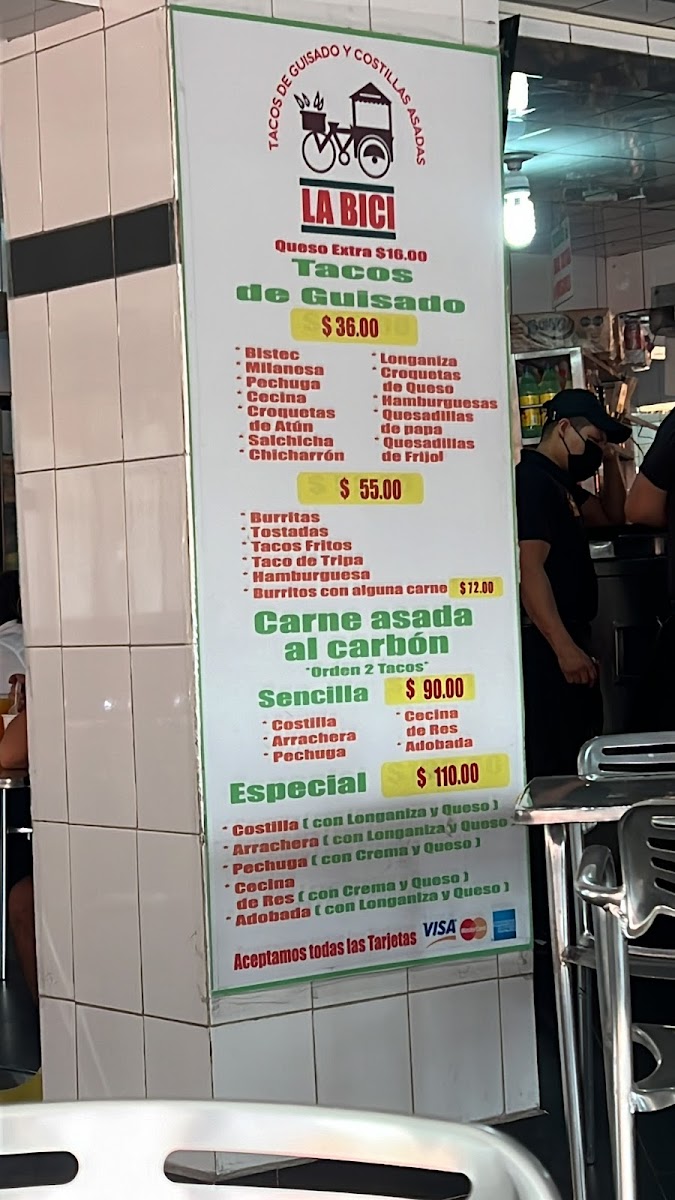 TACOS DE GUISADO Y COSTILLAS ASADAS
LA BICI
Queso Extra $16.00
Tacos
de Guisado
$ 36.00
* Bistec
* Milanesa
* Pechuga
* Cecina
* Croquetas
de Atún
* Salchicha
* Chicharrón
* Longaniza
* Croquetas
de Queso
* Hamburguesas
* Quesadillas
de papa
* Quesadillas
de Frijol
$ 55.00
* Burritas
* Tostadas
* Tacos Fritos
* Taco de Tripa
* Hamburguesa
* Burritos con alguna carne $72.00
Carne asada
al carbón
"Orden 2 Tacos"
Sencilla $ 90.00
* Costilla
* Arrachera
* Pechuga
* Cecina
de Res
* Adobada
Especial $ 110.00
* Costilla ( con Longaniza y Queso )
* Arrachera ( con Longaniza y Queso
* Pechuga ( con Crema y Queso )
* Cecina
de Res ( con Crema y Queso )
* Adobada ( con Longaniza y Queso )
Aceptamos todas las Tarjetas VISA